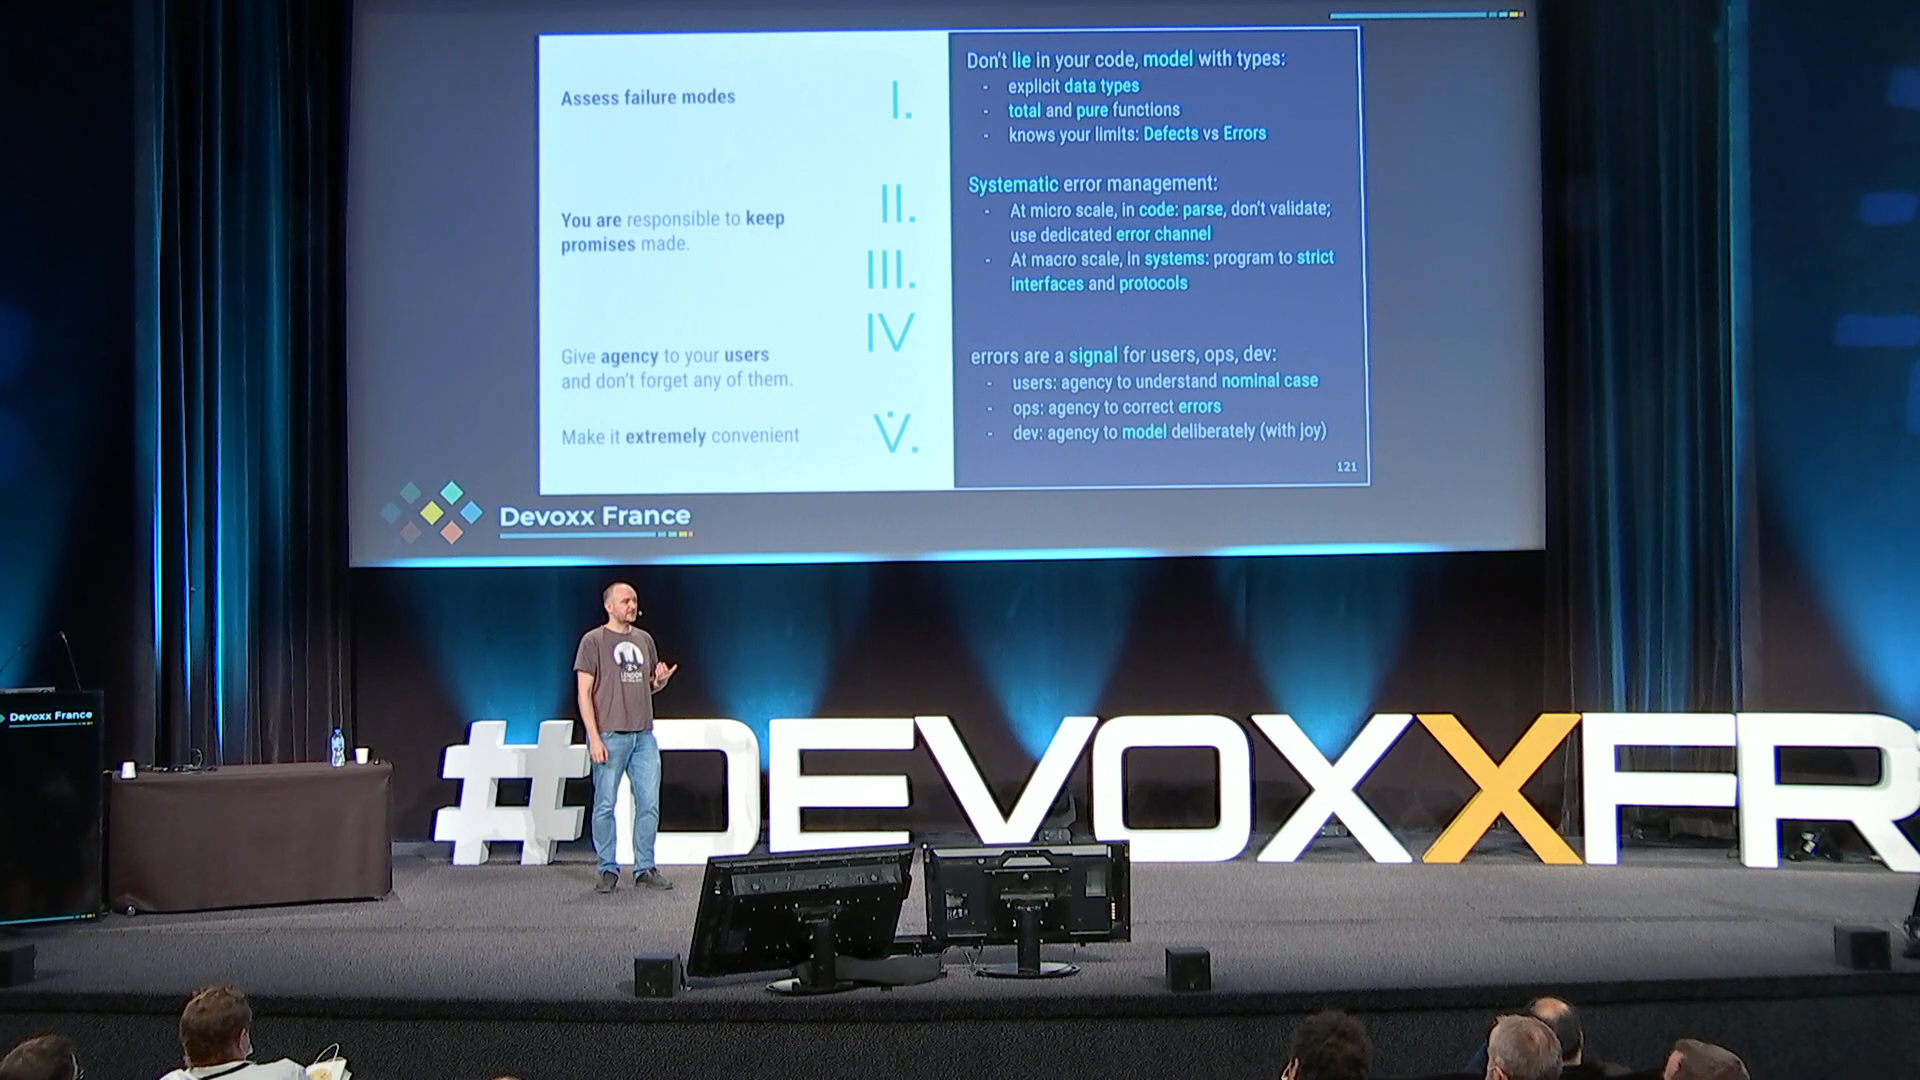 Assess failure modes
I.
You are responsible to keep
promises made.
II.
III.
IV
Give agency to your users
and don't forget any of them.
Make it extremely convenient
V.
Don't lie in your code, model with types:
- explicit data types
- total and pure functions
- knows your limits: Defects vs Errors
Systematic error management:
- At micro scale, in code: parse, don't validate;
use dedicated error channel
- At macro scale, in systems: program to strict
interfaces and protocols
errors are a signal for users, ops, dev:
- users: agency to understand nominal case
- ops: agency to correct errors
- dev: agency to model deliberately (with joy)
121
Devoxx France
LONDON
Devoxx France
#DEVOXXFR